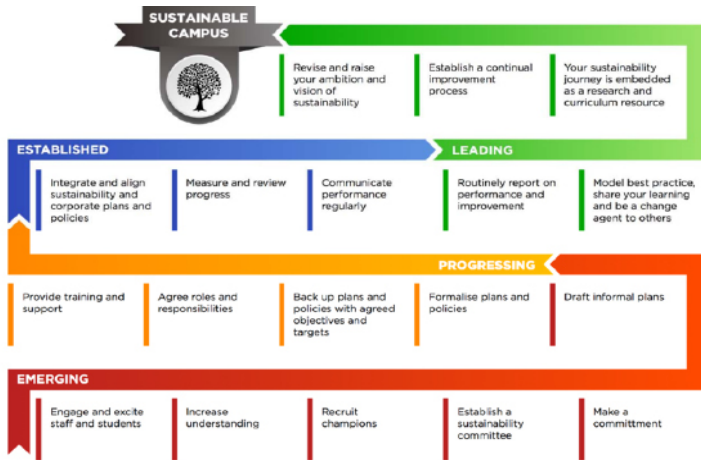 SUSTAINABLE
CAMPUS
Revise and raise
your ambition and
vision of
sustainability
Establish a continual
improvement
process
Your sustainability
journey is embedded
as a research and
curriculum resource
ESTABLISHED
LEADING
Integrate and align
sustainability and
corporate plans and
policies
Measure and review
progress
Communicate
performance
regularly
Routinely report on
performance and
improvement
Model best practice,
share your learning
and be a change
agent to others
PROGRESSING
Provide training and
support
Agree roles and
responsibilities
Back up plans and
policies with agreed
objectives and
targets
Formalise plans and
policies
Draft informal plans
EMERGING
Engage and excite
staff and students
Increase
understanding
Recruit
champions
Establish a
sustainability
committee
Make a
committment